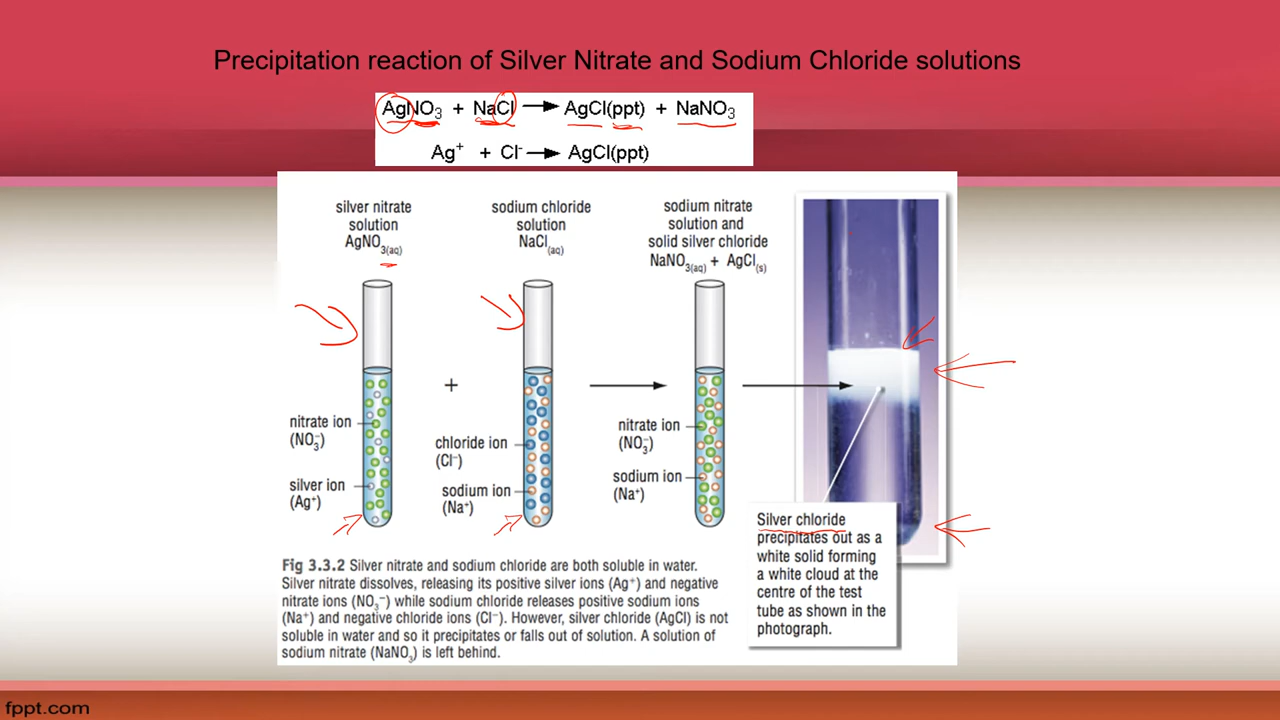 Precipitation reaction of Silver Nitrate and Sodium Chloride solutions
AgNO₃ + NaCl → AgCl(ppt) + NaNO₃
Ag⁺ + Cl⁻ → AgCl(ppt)
silver nitrate
solution
AgNO₃(aq)
sodium chloride
solution
NaCl(aq)
sodium nitrate
solution and
solid silver chloride
NaNO₃(aq) + AgCl(s)
+
nitrate ion
(NO₃⁻)
silver ion
(Ag⁺)
chloride ion
(Cl⁻)
sodium ion
(Na⁺)
nitrate ion
(NO₃⁻)
sodium ion
(Na⁺)
Silver chloride
precipitates out as a
white solid forming
a white cloud at the
centre of the test
tube as shown in the
photograph.
Fig 3.3.2 Silver nitrate and sodium chloride are both soluble in water.
Silver nitrate dissolves, releasing its positive silver ions (Ag⁺) and negative
nitrate ions (NO₃⁻) while sodium chloride releases positive sodium ions
(Na⁺) and negative chloride ions (Cl⁻). However, silver chloride (AgCl) is not
soluble in water and so it precipitates or falls out of solution. A solution of
sodium nitrate (NaNO₃) is left behind.
fppt.com